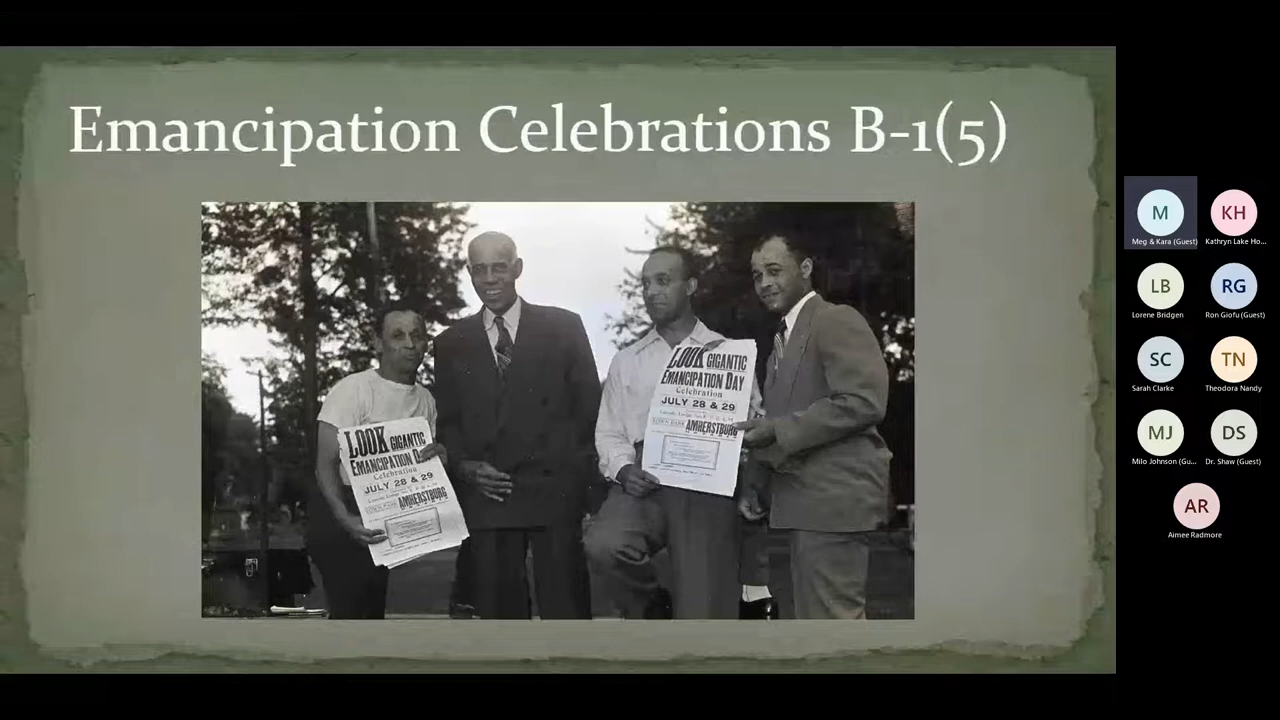 Emancipation Celebrations B-1(5)
LOOK GIGANTIC
EMANCIPATION D
Celebration
JULY 28 & 29
AMHERSTBURG
LOOK GIGANTIC
EMANCIPATION DAY
Celebration
JULY 28 & 29
TOWN PARK AMHERSTBURG
M
Meg & Kara (Guest)
KH
Kathryn Lake Ho...
LB
Lorene Bridgen
RG
Ron Giofu (Guest)
SC
Sarah Clarke
TN
Theodora Nandy
MJ
Milo Johnson (Gu...
DS
Dr. Shaw (Guest)
AR
Aimee Radmore